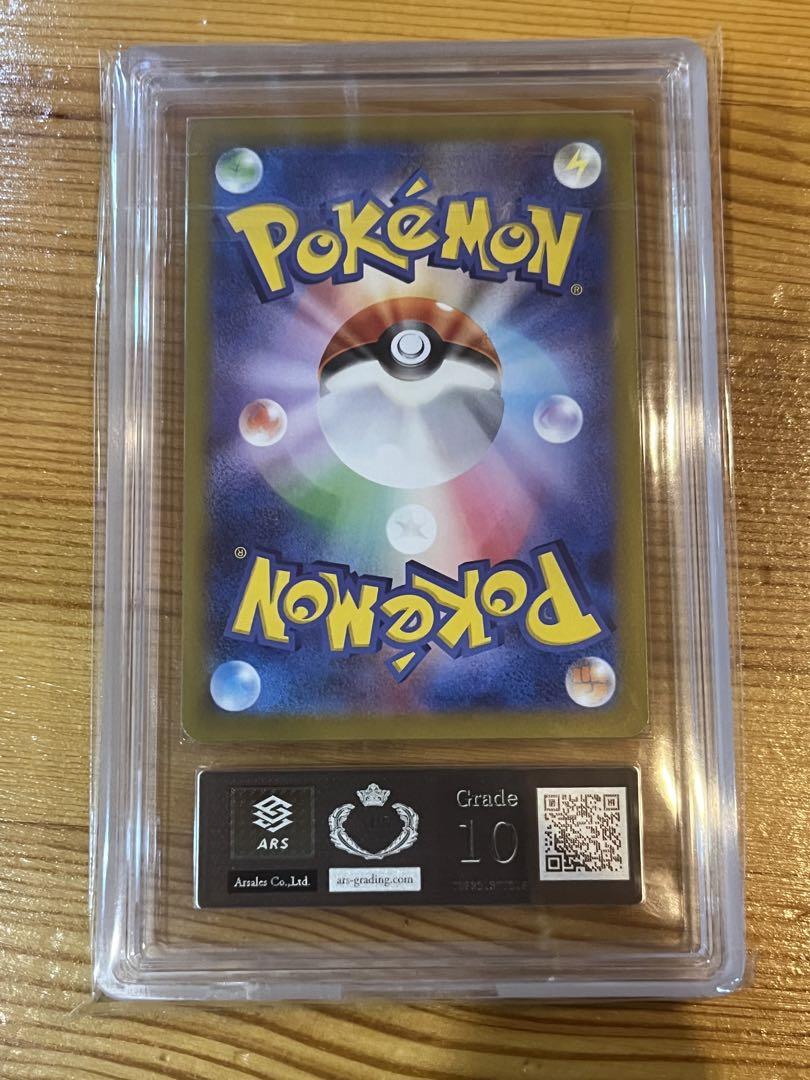 POKéMON
®
®
POKéMON
ARS
Grade
10
Arsales Co.,Ltd.
ars-grading.com